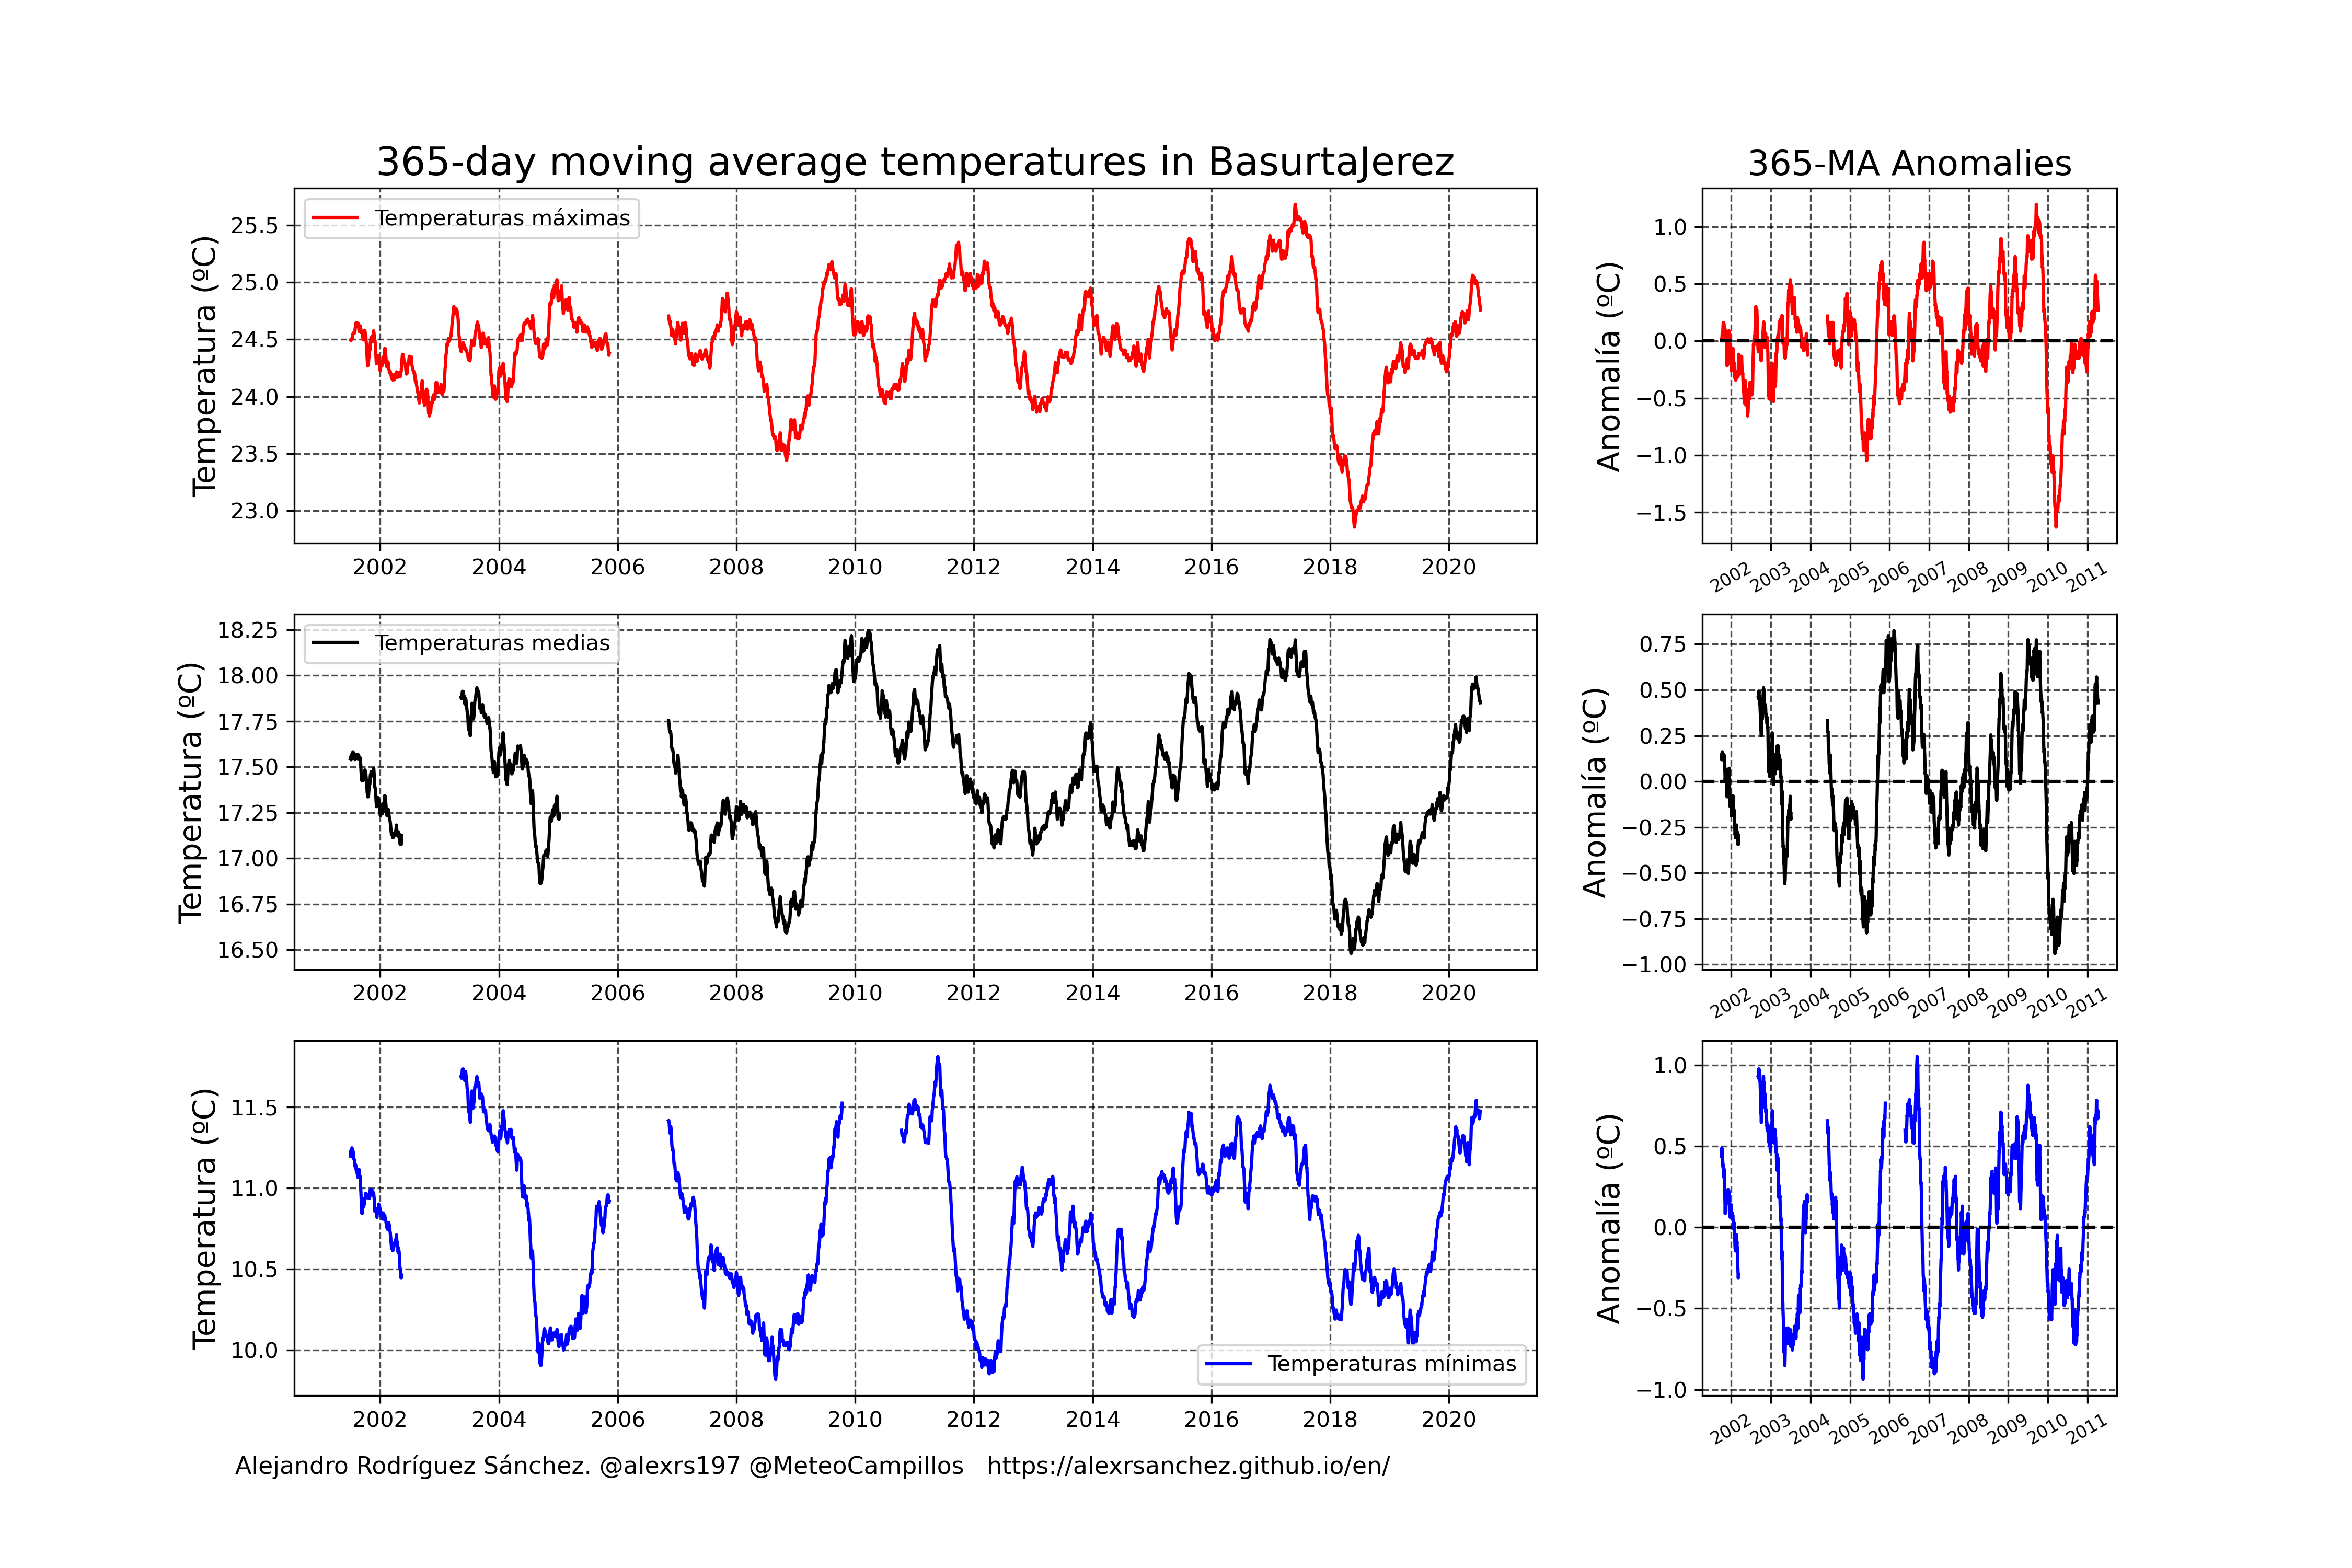 365-day moving average temperatures in BasurtaJerez
365-MA Anomalies
Temperatura (ºC)
25.5
25.0
24.5
24.0
23.5
23.0
Temperaturas máximas
2002 2004 2006 2008 2010 2012 2014 2016 2018 2020
Anomalía (ºC)
1.0
0.5
0.0
−0.5
−1.0
−1.5
2002 2003 2004 2005 2006 2007 2008 2009 2010 2011
Temperatura (ºC)
18.25
18.00
17.75
17.50
17.25
17.00
16.75
16.50
Temperaturas medias
2002 2004 2006 2008 2010 2012 2014 2016 2018 2020
Anomalía (ºC)
0.75
0.50
0.25
0.00
−0.25
−0.50
−0.75
−1.00
2002 2003 2004 2005 2006 2007 2008 2009 2010 2011
Temperatura (ºC)
11.5
11.0
10.5
10.0
Temperaturas mínimas
2002 2004 2006 2008 2010 2012 2014 2016 2018 2020
Anomalía (ºC)
1.0
0.5
0.0
−0.5
−1.0
2002 2003 2004 2005 2006 2007 2008 2009 2010 2011
Alejandro Rodríguez Sánchez. @alexrs197 @MeteoCampillos https://alexrsanchez.github.io/en/